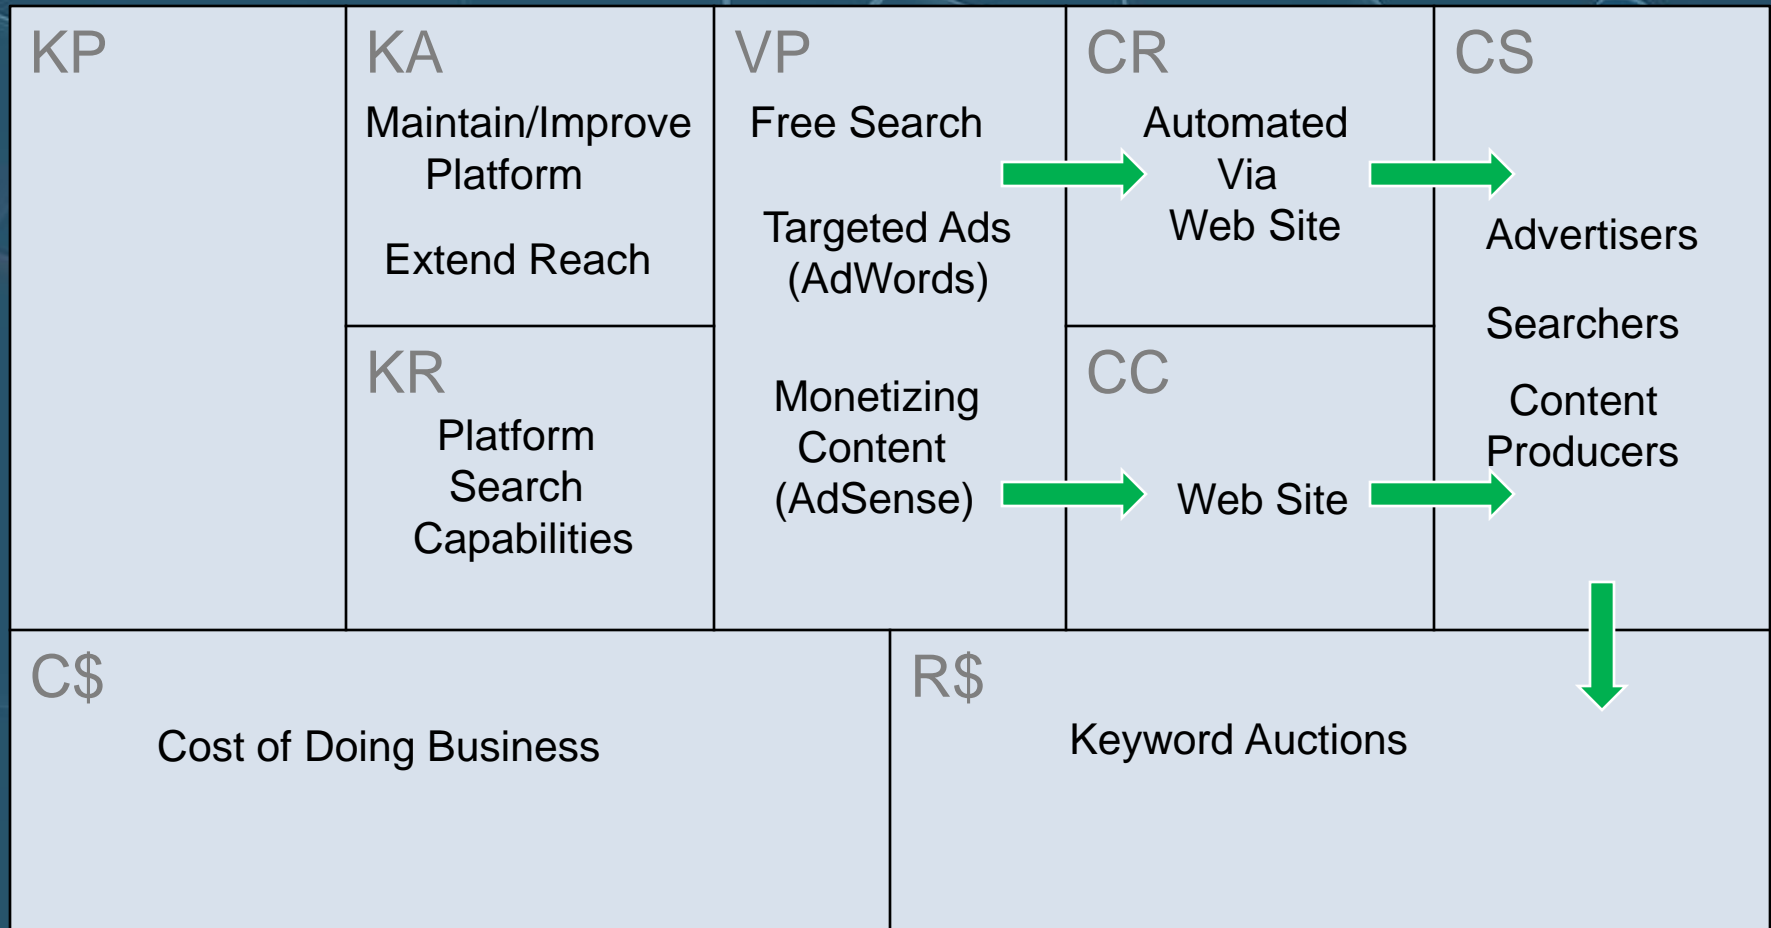 KP
KA
Maintain/Improve
Platform
Extend Reach
KR
Platform
Search
Capabilities
VP
Free Search
Targeted Ads
(AdWords)
Monetizing
Content
(AdSense)
CR
Automated
Via
Web Site
CC
Web Site
CS
Advertisers
Searchers
Content
Producers
C$
Cost of Doing Business
R$
Keyword Auctions